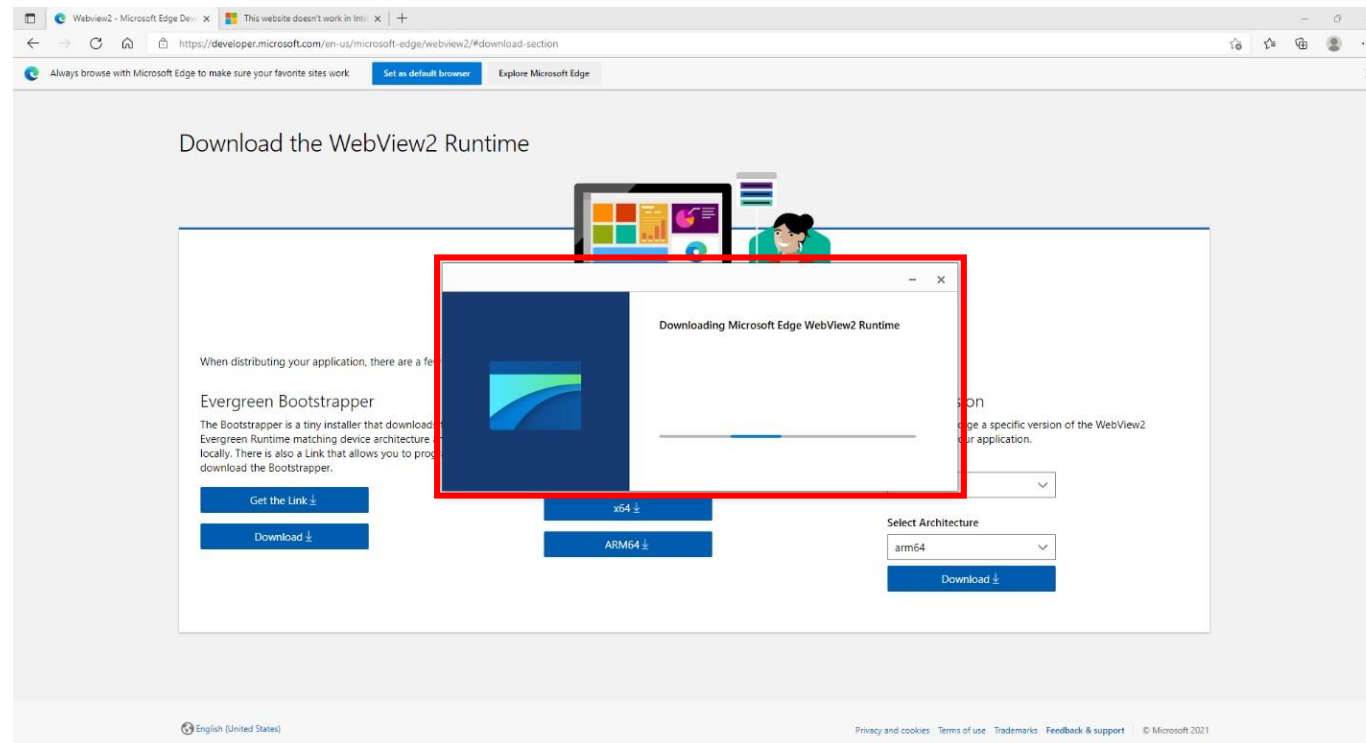 Webview2 - Microsoft Edge Dev
This website doesn't work in Inte
https://developer.microsoft.com/en-us/microsoft-edge/webview2/#download-section
Always browse with Microsoft Edge to make sure your favorite sites work
Set as default browser
Explore Microsoft Edge
Download the WebView2 Runtime
Downloading Microsoft Edge WebView2 Runtime
When distributing your application, there are a fe
Evergreen Bootstrapper
The Bootstrapper is a tiny installer that downloads
Evergreen Runtime matching device architecture
locally. There is also a Link that allows you to prog
download the Bootstrapper.
Get the Link
Download
x64
ARM64
sion
ge a specific version of the WebView2
ur application.
Select Architecture
arm64
Download
English (United States)
Privacy and cookies Terms of use Trademarks Feedback & support © Microsoft 2021